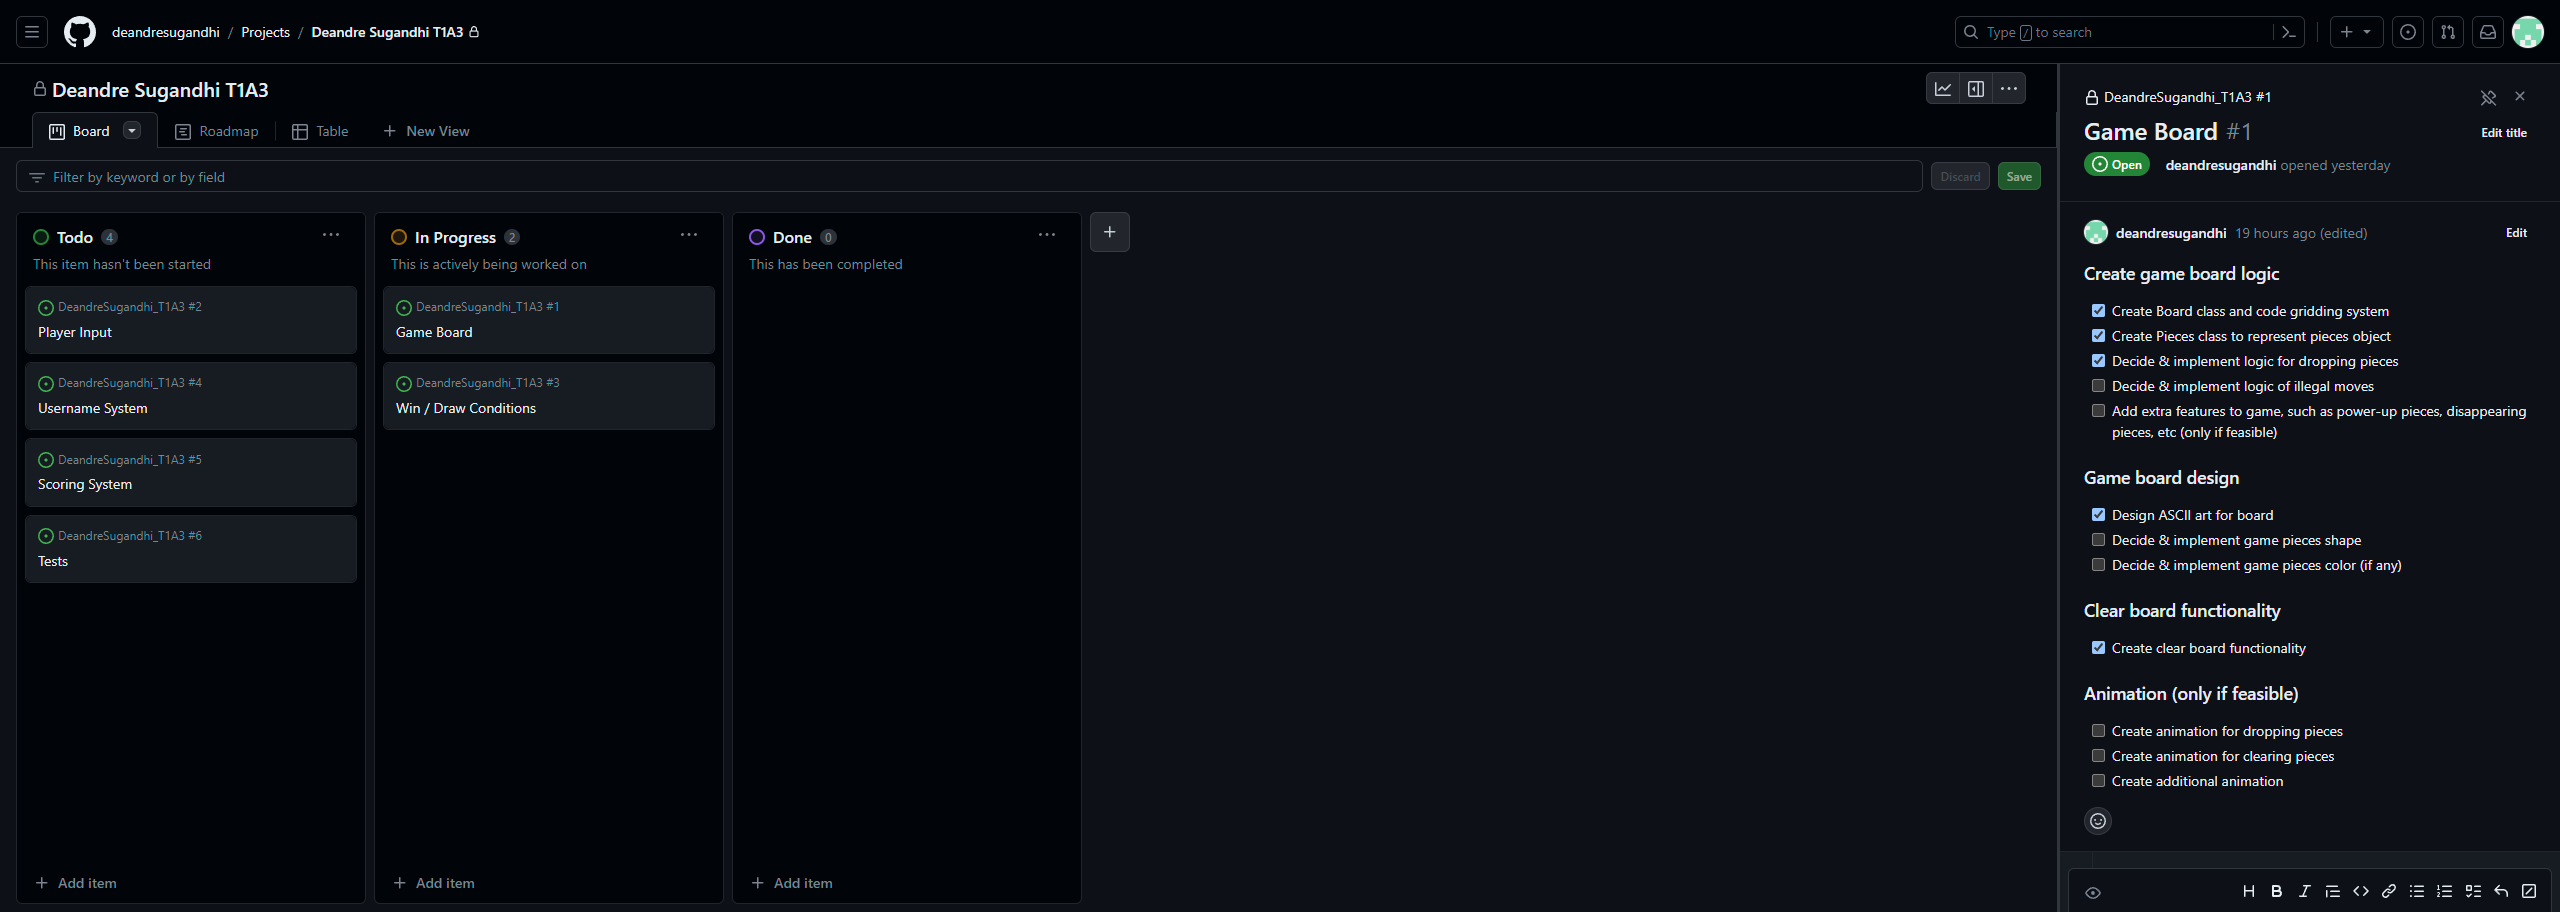 deandresugandhi / Projects / Deandre Sugandhi T1A3
Type / to search
Deandre Sugandhi T1A3
Board
Roadmap
Table
New View
Filter by keyword or by field
Discard
Save
Todo 4
This item hasn't been started
DeandreSugandhi_T1A3 #2
Player Input
DeandreSugandhi_T1A3 #4
Username System
DeandreSugandhi_T1A3 #5
Scoring System
DeandreSugandhi_T1A3 #6
Tests
Add item
In Progress 2
This is actively being worked on
DeandreSugandhi_T1A3 #1
Game Board
DeandreSugandhi_T1A3 #3
Win / Draw Conditions
Add item
Done 0
This has been completed
Add item
DeandreSugandhi_T1A3 #1
Game Board #1
Edit title
Open
deandresugandhi opened yesterday
deandresugandhi 19 hours ago (edited)
Edit
Create game board logic
Create Board class and code gridding system
Create Pieces class to represent pieces object
Decide & implement logic for dropping pieces
Decide & implement logic of illegal moves
Add extra features to game, such as power-up pieces, disappearing
pieces, etc (only if feasible)
Game board design
Design ASCII art for board
Decide & implement game pieces shape
Decide & implement game pieces color (if any)
Clear board functionality
Create clear board functionality
Animation (only if feasible)
Create animation for dropping pieces
Create animation for clearing pieces
Create additional animation
H B I